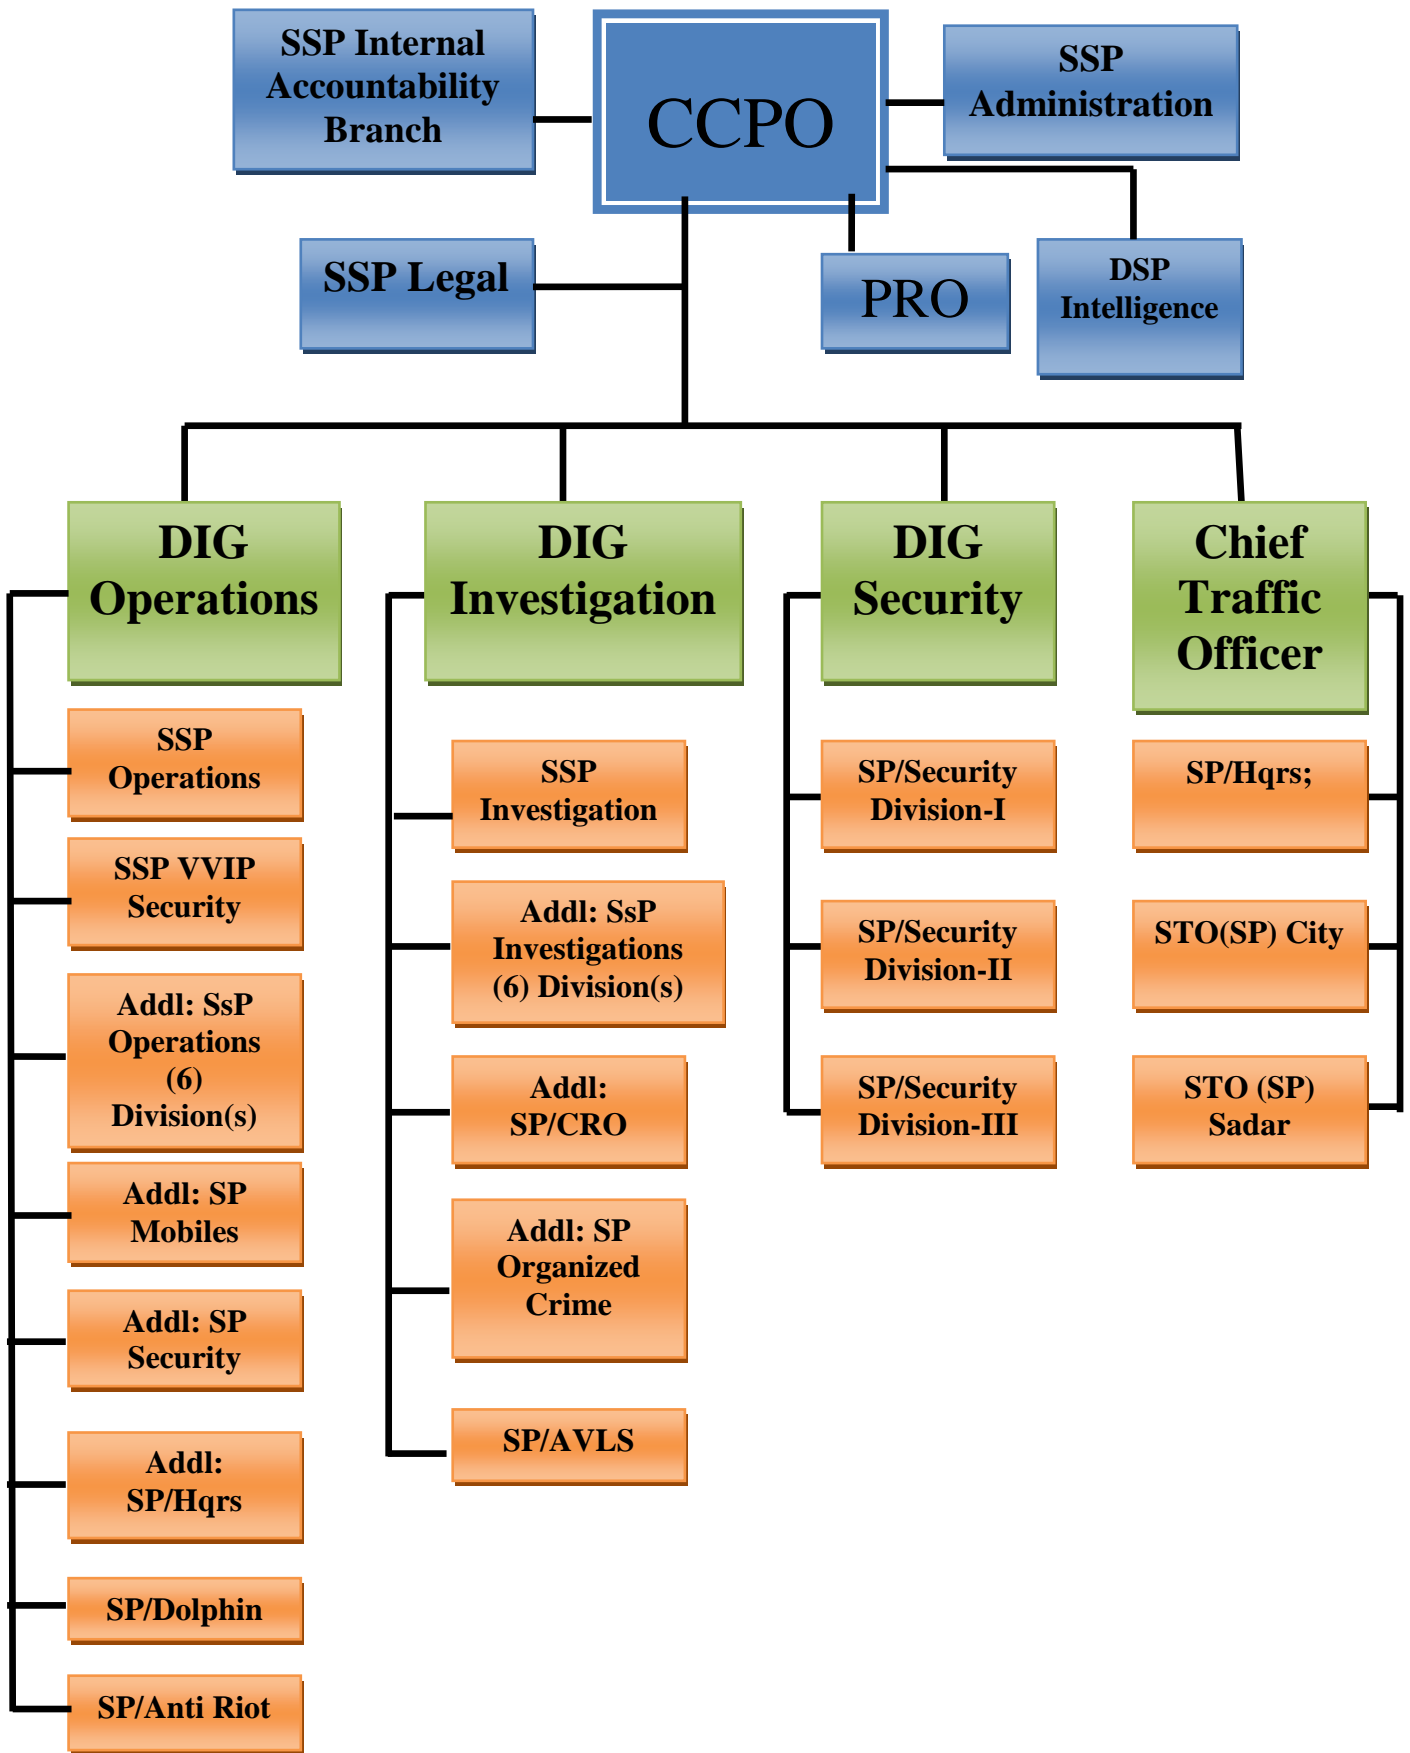 SSP Internal
Accountability
Branch
CCPO
SSP
Administration
SSP Legal
PRO
DSP
Intelligence
DIG
Operations
DIG
Investigation
DIG
Security
Chief
Traffic
Officer
SSP
Operations
SSP VVIP
Security
Addl: SsP
Operations
(6)
Division(s)
Addl: SP
Mobiles
Addl: SP
Security
Addl:
SP/Hqrs
SP/Dolphin
SP/Anti Riot
SSP
Investigation
Addl: SsP
Investigations
(6) Division(s)
Addl:
SP/CRO
Addl: SP
Organized
Crime
SP/AVLS
SP/Security
Division-I
SP/Security
Division-II
SP/Security
Division-III
SP/Hqrs;
STO(SP) City
STO (SP)
Sadar